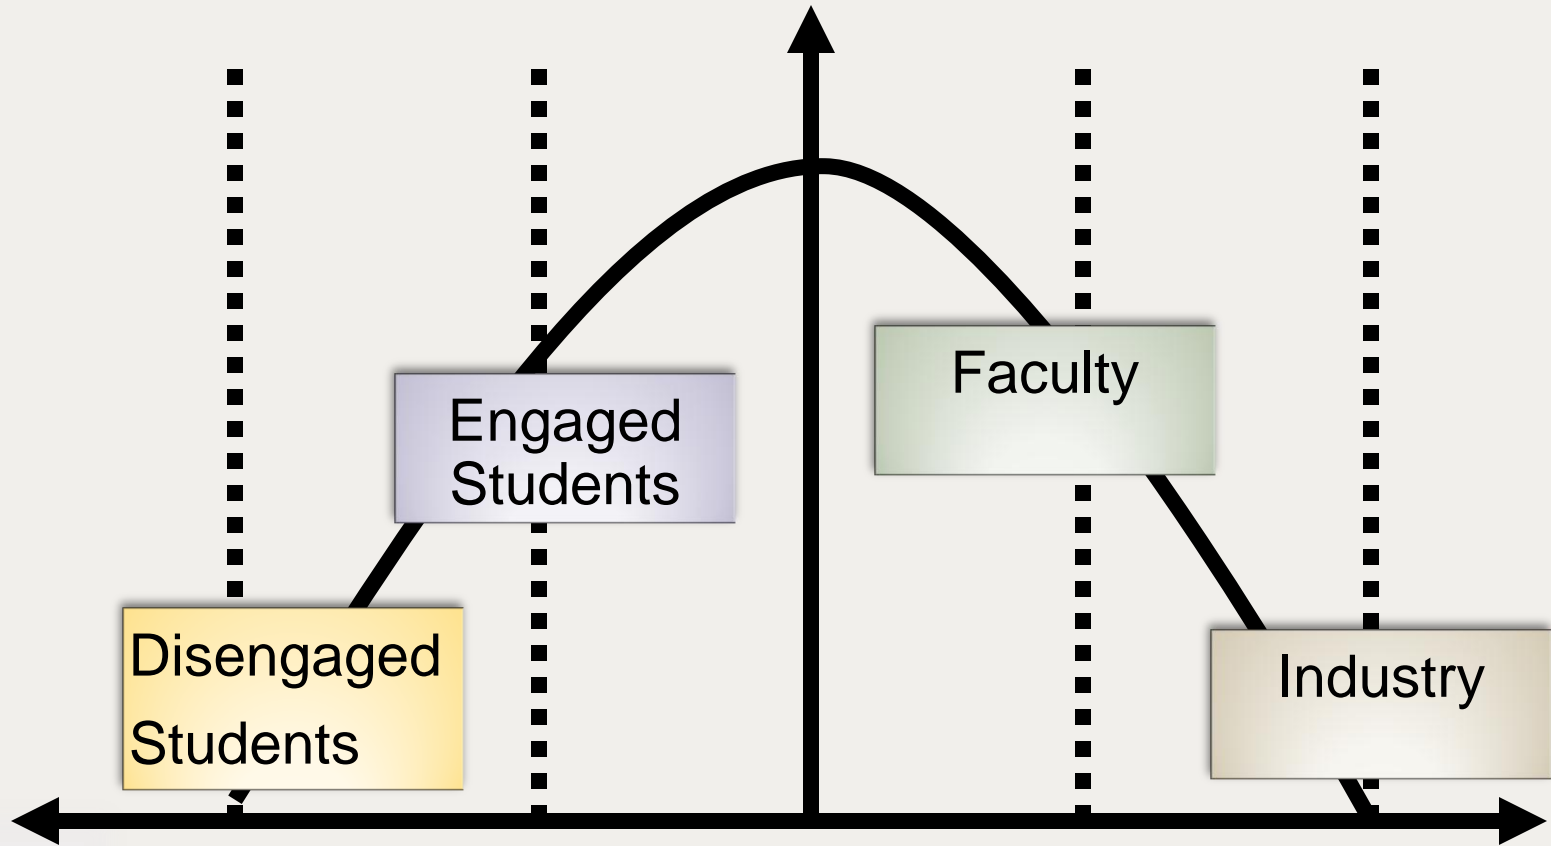 Faculty
Engaged
Students
Disengaged
Students
Industry